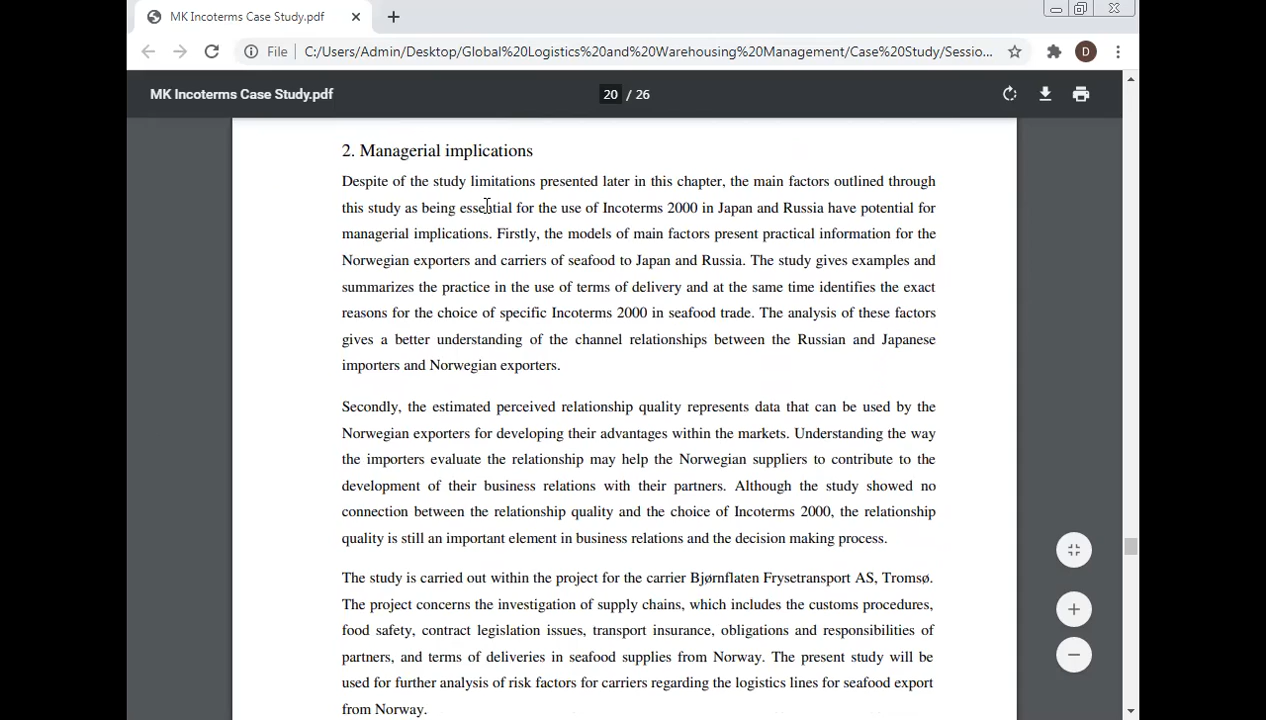 MK Incoterms Case Study.pdf
File C:/Users/Admin/Desktop/Global%20Logistics%20and%20Warehousing%20Management/Case%20Study/Sessio...
D
MK Incoterms Case Study.pdf
20 / 26
2. Managerial implications
Despite of the study limitations presented later in this chapter, the main factors outlined through
this study as being essential for the use of Incoterms 2000 in Japan and Russia have potential for
managerial implications. Firstly, the models of main factors present practical information for the
Norwegian exporters and carriers of seafood to Japan and Russia. The study gives examples and
summarizes the practice in the use of terms of delivery and at the same time identifies the exact
reasons for the choice of specific Incoterms 2000 in seafood trade. The analysis of these factors
gives a better understanding of the channel relationships between the Russian and Japanese
importers and Norwegian exporters.
Secondly, the estimated perceived relationship quality represents data that can be used by the
Norwegian exporters for developing their advantages within the markets. Understanding the way
the importers evaluate the relationship may help the Norwegian suppliers to contribute to the
development of their business relations with their partners. Although the study showed no
connection between the relationship quality and the choice of Incoterms 2000, the relationship
quality is still an important element in business relations and the decision making process.
The study is carried out within the project for the carrier Bjørnflaten Frysetransport AS, Tromsø.
The project concerns the investigation of supply chains, which includes the customs procedures,
food safety, contract legislation issues, transport insurance, obligations and responsibilities of
partners, and terms of deliveries in seafood supplies from Norway. The present study will be
used for further analysis of risk factors for carriers regarding the logistics lines for seafood export
from Norway.